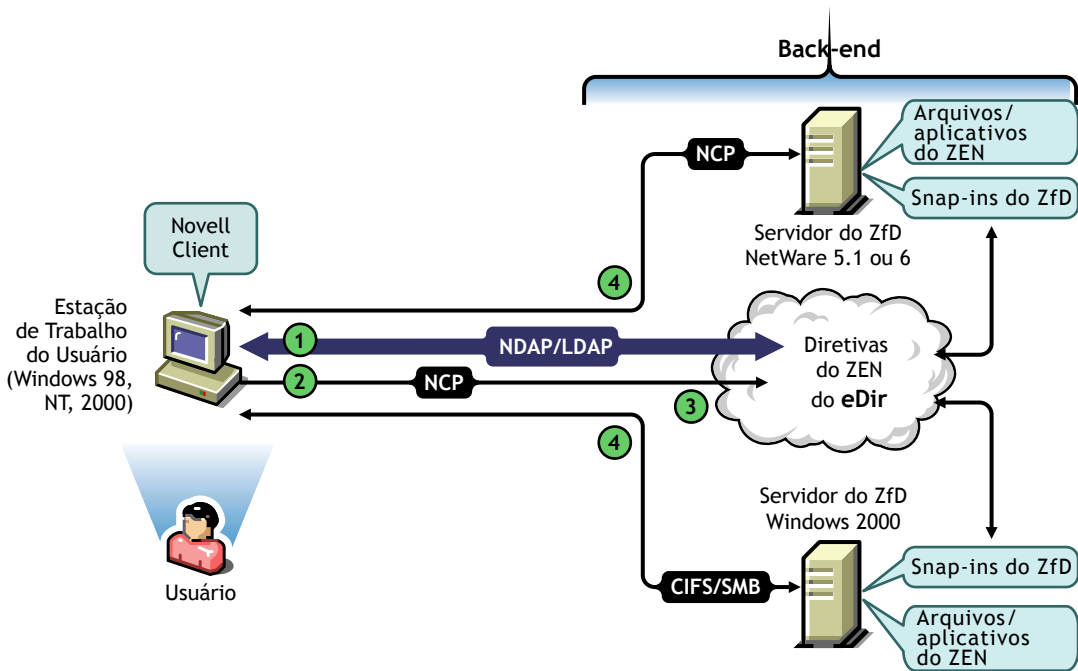 Back-end
Arquivos/
aplicativos
do ZEN
NCP
Snap-ins do ZfD
Novell
Client
Servidor do ZfD
NetWare 5.1 ou 6
4
Estação
de Trabalho
do Usuário
(Windows 98,
NT, 2000)
1
NDAP/LDAP
Diretivas
do ZEN
do eDir
2
NCP
3
4
Servidor do ZfD
Windows 2000
Snap-ins do ZfD
CIFS/SMB
Usuário
Arquivos/
aplicativos
do ZEN